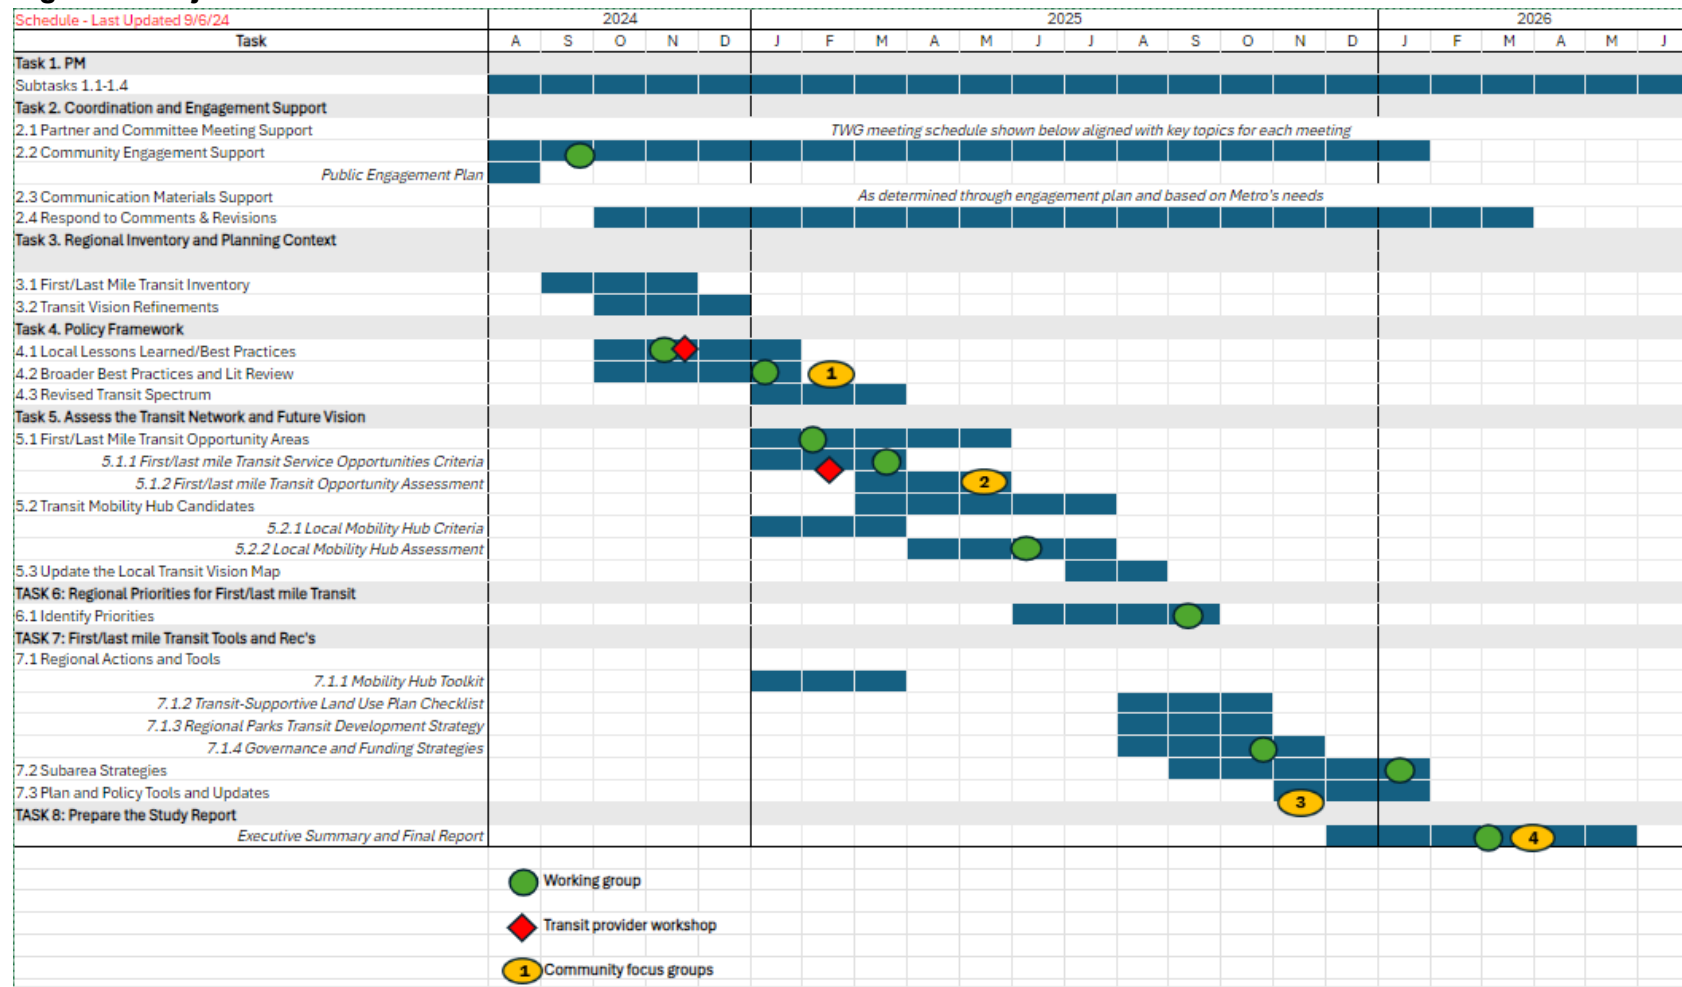 Schedule - Last Updated 9/6/24 2024 2025 2026
Task A S O N D J F M A M J J A S O N D J F M A M J
Task 1. PM
Subtasks 1.1-1.4
Task 2. Coordination and Engagement Support
2.1 Partner and Committee Meeting Support TWG meeting schedule shown below aligned with key topics for each meeting
2.2 Community Engagement Support
Public Engagement Plan
2.3 Communication Materials Support As determined through engagement plan and based on Metro's needs
2.4 Respond to Comments & Revisions
Task 3. Regional Inventory and Planning Context
3.1 First/Last Mile Transit Inventory
3.2 Transit Vision Refinements
Task 4. Policy Framework
4.1 Local Lessons Learned/Best Practices
4.2 Broader Best Practices and Lit Review 1
4.3 Revised Transit Spectrum
Task 5. Assess the Transit Network and Future Vision
5.1 First/Last Mile Transit Opportunity Areas
5.1.1 First/last mile Transit Service Opportunities Criteria
5.1.2 First/last mile Transit Opportunity Assessment 2
5.2 Transit Mobility Hub Candidates
5.2.1 Local Mobility Hub Criteria
5.2.2 Local Mobility Hub Assessment
5.3 Update the Local Transit Vision Map
TASK 6: Regional Priorities for First/last mile Transit
6.1 Identify Priorities
TASK 7: First/last mile Transit Tools and Rec's
7.1 Regional Actions and Tools
7.1.1 Mobility Hub Toolkit
7.1.2 Transit-Supportive Land Use Plan Checklist
7.1.3 Regional Parks Transit Development Strategy
7.1.4 Governance and Funding Strategies
7.2 Subarea Strategies
7.3 Plan and Policy Tools and Updates 3
TASK 8: Prepare the Study Report
Executive Summary and Final Report 4
Working group
Transit provider workshop
1 Community focus groups